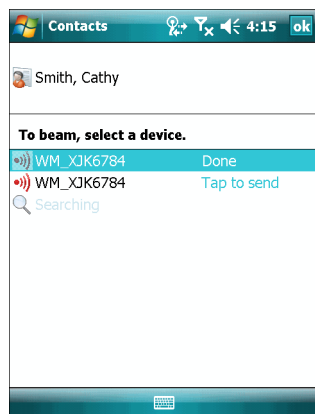 Contacts 4:15 ok
Smith, Cathy
To beam, select a device.
WM_XJK6784 Done
WM_XJK6784 Tap to send
Searching